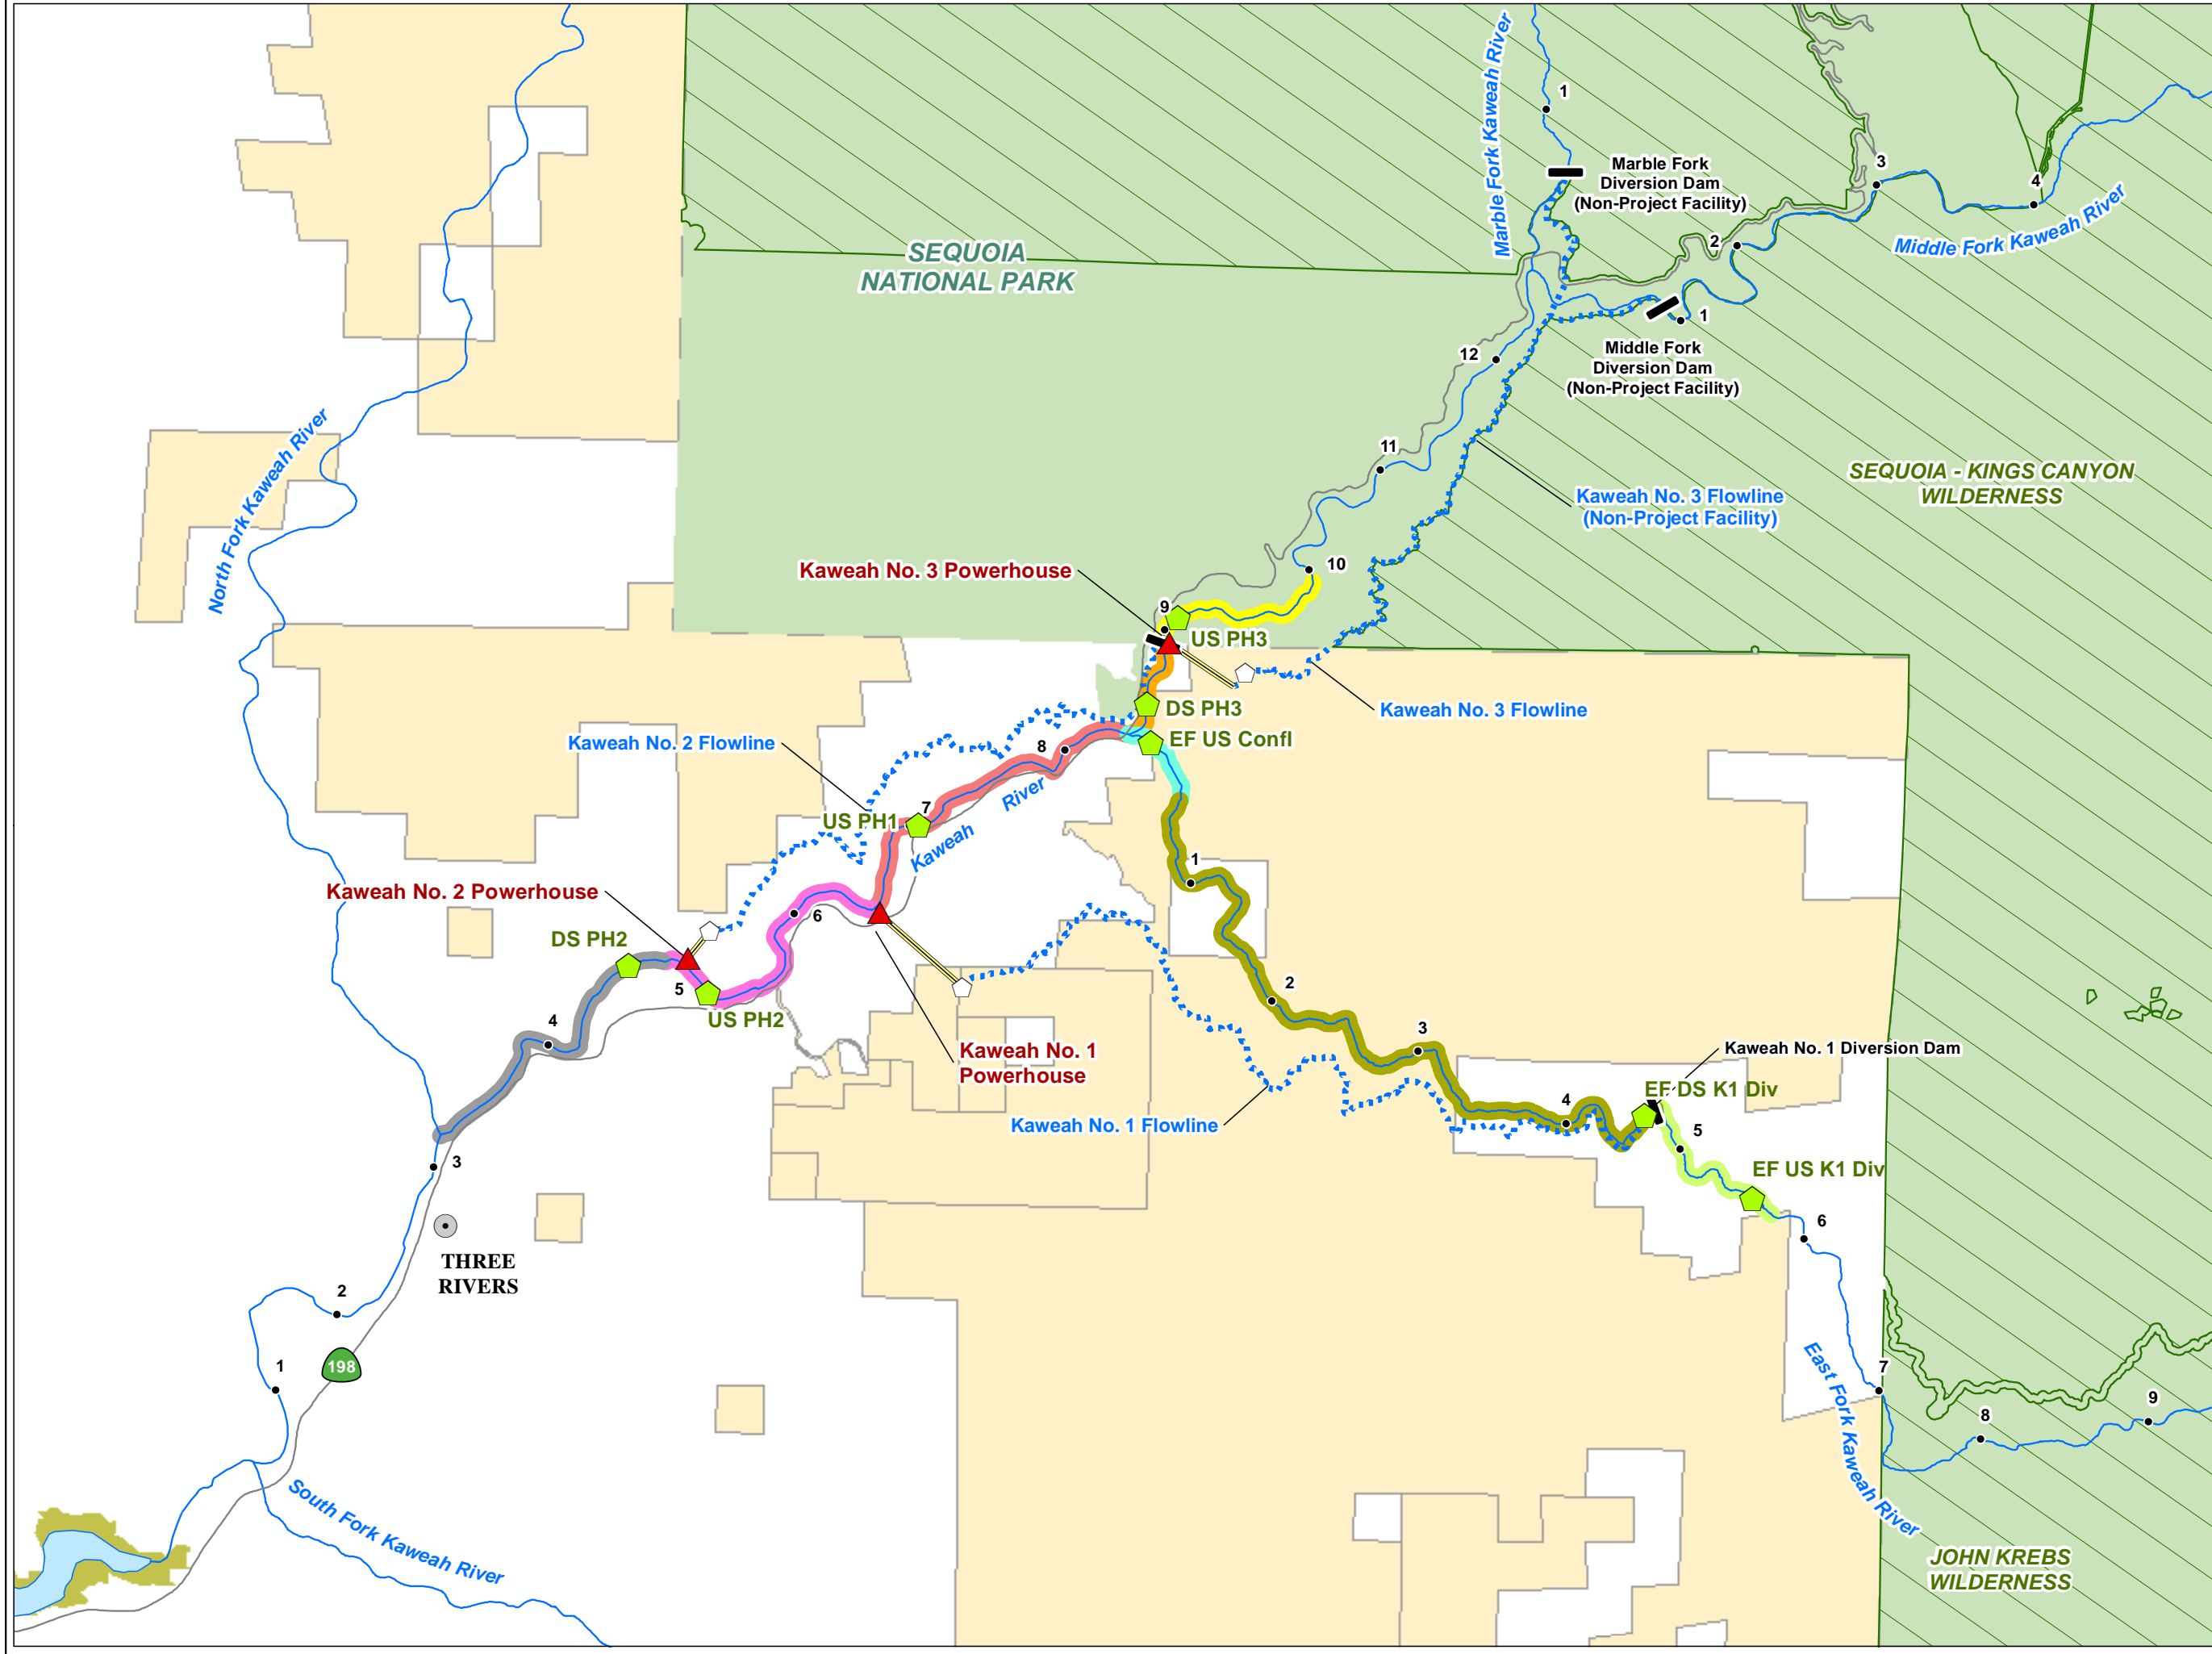 Marble Fork Kaweah River
1
Marble Fork
Diversion Dam
(Non-Project Facility)
3
4
2
Middle Fork Kaweah River
SEQUOIA
NATIONAL PARK
1
12
Middle Fork
Diversion Dam
(Non-Project Facility)
North Fork Kaweah River
11
SEQUOIA - KINGS CANYON
WILDERNESS
Kaweah No. 3 Flowline
(Non-Project Facility)
Kaweah No. 3 Powerhouse
10
9
US PH3
DS PH3
Kaweah No. 3 Flowline
EF US Confl
Kaweah No. 2 Flowline
8
River
7
US PH1
Kaweah
1
Kaweah No. 2 Powerhouse
6
DS PH2
5
US PH2
2
4
3
Kaweah No. 1
Powerhouse
Kaweah No. 1 Diversion Dam
EF DS K1 Div
4
Kaweah No. 1 Flowline
5
3
EF US K1 Div
6
THREE
RIVERS
2
198
1
East Fork Kaweah River
7
9
8
South Fork Kaweah River
JOHN KREBS
WILDERNESS